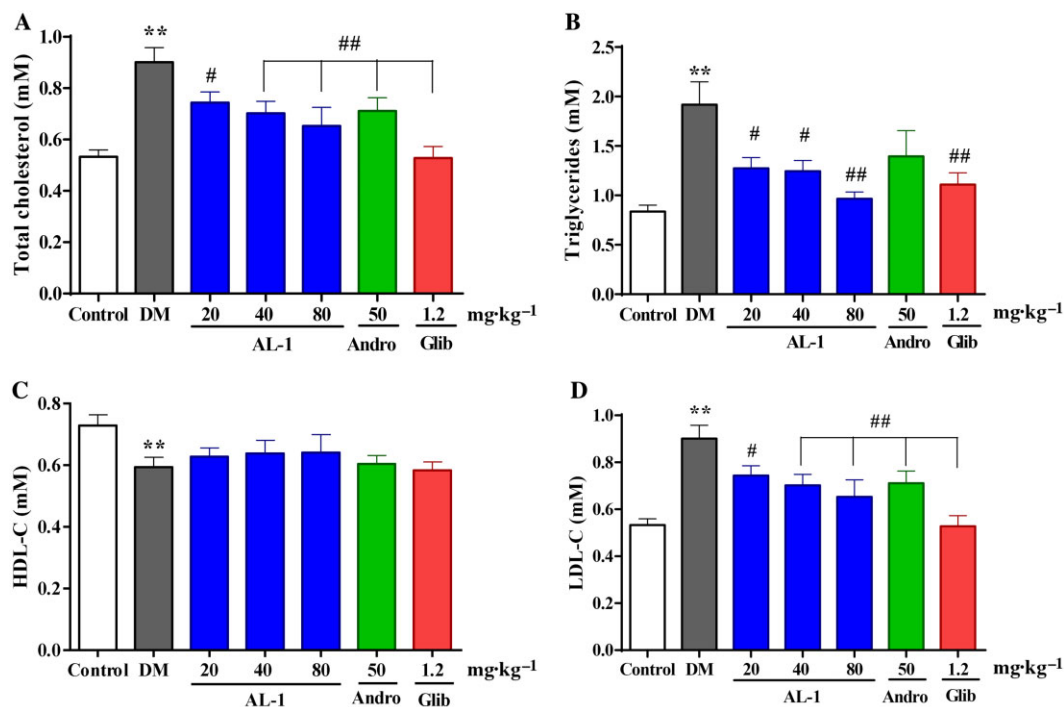 A
Total cholesterol (mM)
1.0
0.8
0.6
0.4
0.2
0.0
**
#
##
Control DM 20 40 80 50 1.2 mg·kg⁻¹
AL-1 Andro Glib
B
Triglycerides (mM)
2.5
2.0
1.5
1.0
0.5
0.0
**
# # ## ##
Control DM 20 40 80 50 1.2 mg·kg⁻¹
AL-1 Andro Glib
C
HDL-C (mM)
0.8
0.6
0.4
0.2
0.0
**
Control DM 20 40 80 50 1.2 mg·kg⁻¹
AL-1 Andro Glib
D
LDL-C (mM)
1.0
0.8
0.6
0.4
0.2
0.0
**
#
##
Control DM 20 40 80 50 1.2 mg·kg⁻¹
AL-1 Andro Glib